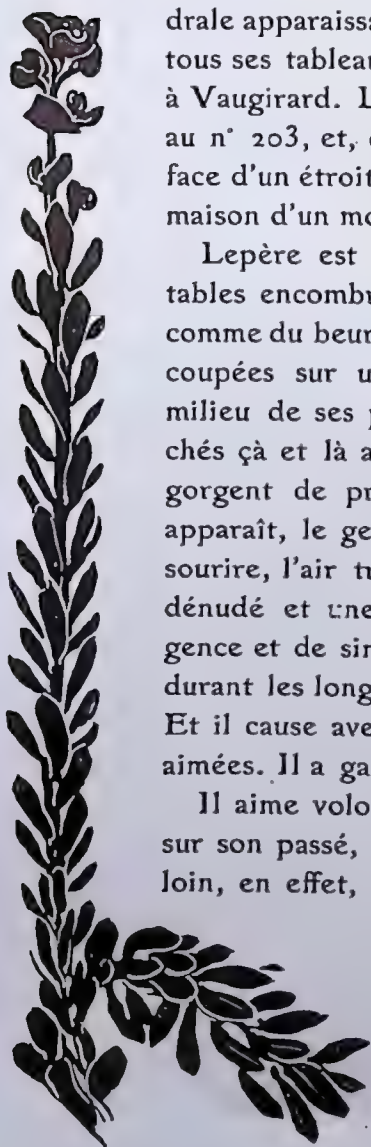 drale apparaissa
tous ses tableau
à Vaugirard. L
au n° 203, et, 
face d'un étroit
maison d'un mo
Lepère est
tables encombr
comme du beur
coupées sur u
milieu de ses
chés çà et là a
gorgent de pr
apparaît, le ge
sourire, l'air
dénudé et une
gence et de sin
durant les long
Et il cause ave
aimées. Il a ga
Il aime volo
sur son passé,
loin, en effet,